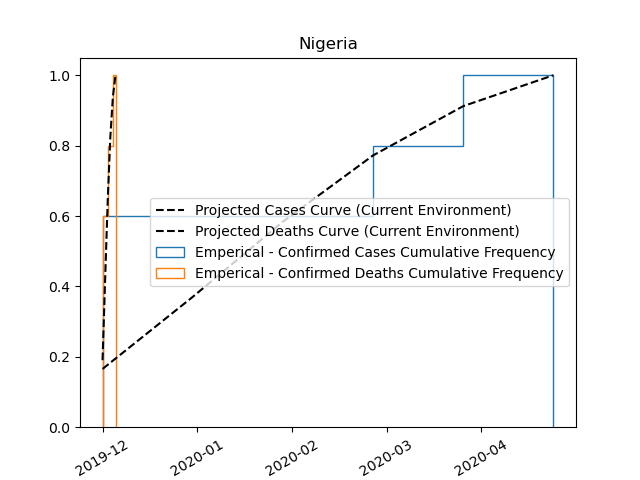 Nigeria
1.0
0.8
0.6
0.4
0.2
0.0
Projected Cases Curve (Current Environment)
Projected Deaths Curve (Current Environment)
Emperical - Confirmed Cases Cumulative Frequency
Emperical - Confirmed Deaths Cumulative Frequency
2019-12
2020-01
2020-02
2020-03
2020-04